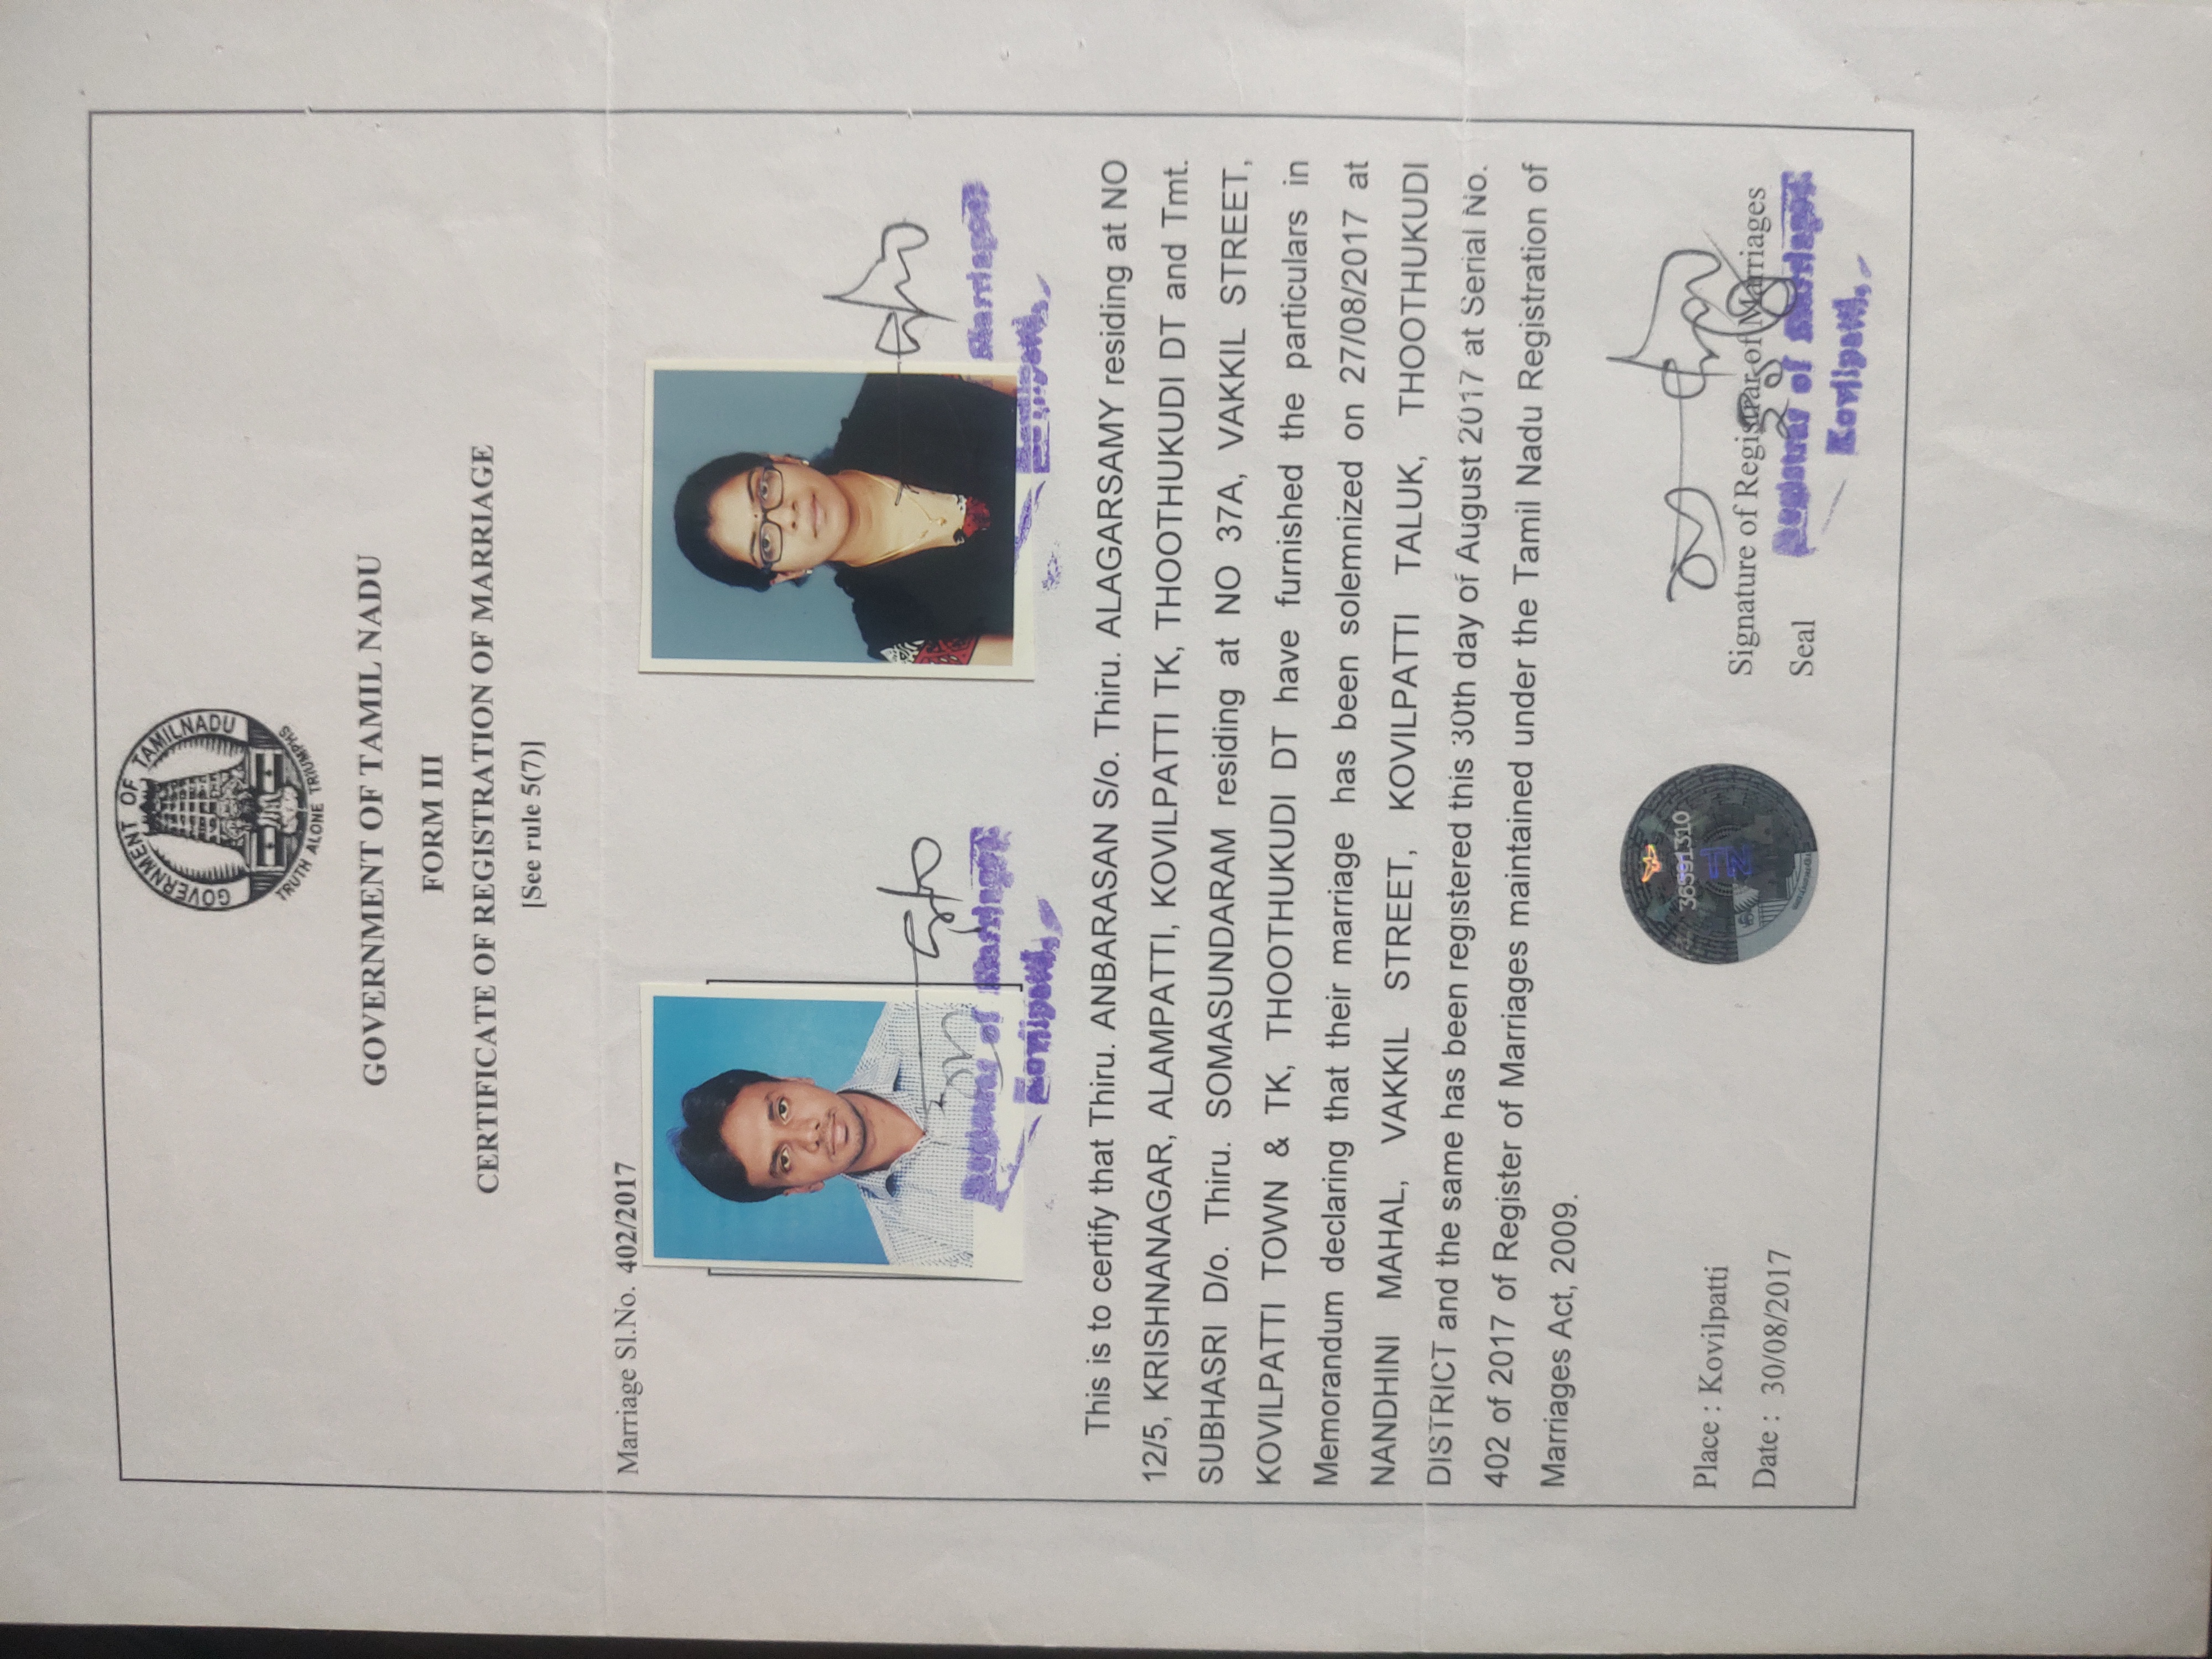 GOVERNMENT OF TAMILNADU
TRUTH ALONE TRIUMPHS
GOVERNMENT OF TAMIL NADU
FORM III
CERTIFICATE OF REGISTRATION OF MARRIAGE
[See rule 5(7)]
Marriage Sl.No. 402/2017
Registrar of Marriages
Kovilpatti.
Marriages
Kovilpatti.
This is to certify that Thiru. ANBARASAN S/o. Thiru. ALAGARSAMY residing at NO
12/5, KRISHNANAGAR, ALAMPATTI, KOVILPATTI TK, THOOTHUKUDI DT and Tmt.
SUBHASRI D/o. Thiru. SOMASUNDARAM residing at NO 37A, VAKKIL STREET,
KOVILPATTI TOWN & TK, THOOTHUKUDI DT have furnished the particulars in
Memorandum declaring that their marriage has been solemnized on 27/08/2017 at
NANDHINI MAHAL, VAKKIL STREET, KOVILPATTI TALUK, THOOTHUKUDI
DISTRICT and the same has been registered this 30th day of August 2017 at Serial No.
402 of 2017 of Register of Marriages maintained under the Tamil Nadu Registration of
Marriages Act, 2009.
36591310
TN
Place : Kovilpatti
Date : 30/08/2017
Signature of Registrar of Marriages
Seal
Registrar of Marriages
Kovilpatti.